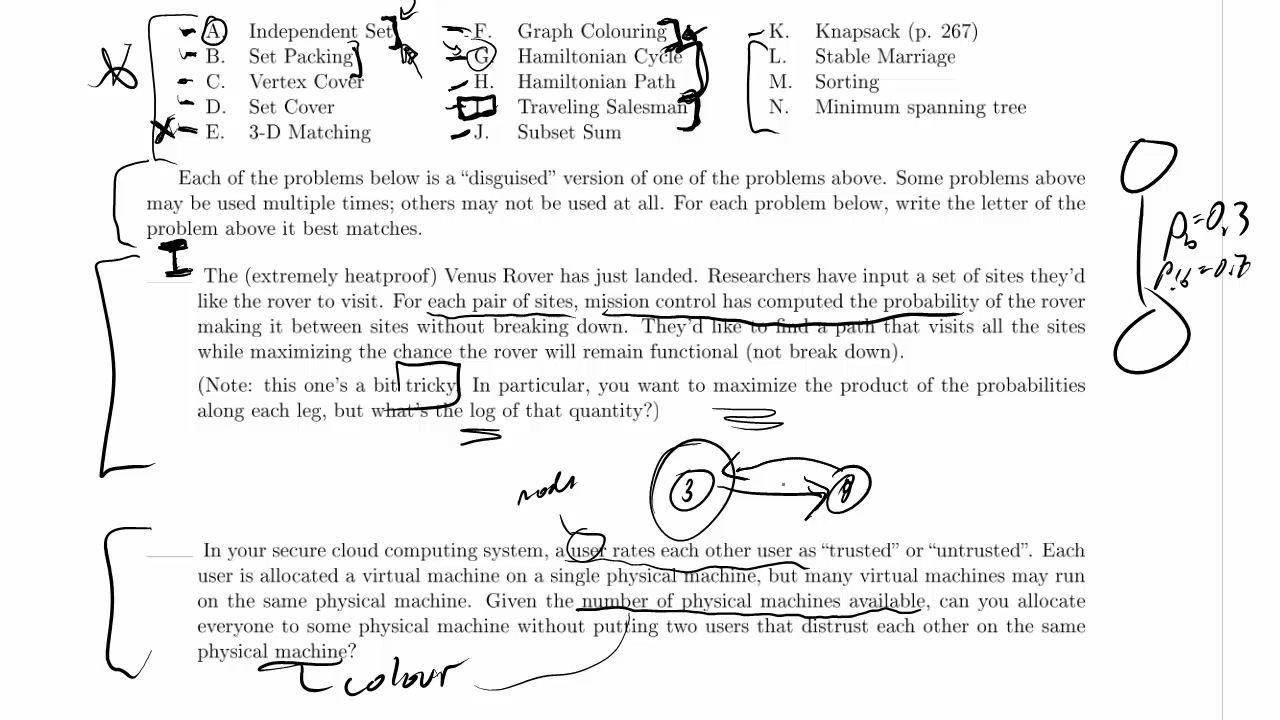 A. Independent Set F. Graph Colouring K. Knapsack (p. 267)
B. Set Packing G. Hamiltonian Cycle L. Stable Marriage
C. Vertex Cover H. Hamiltonian Path M. Sorting
D. Set Cover I. Traveling Salesman N. Minimum spanning tree
E. 3-D Matching J. Subset Sum
Each of the problems below is a “disguised” version of one of the problems above. Some problems above
may be used multiple times; others may not be used at all. For each problem below, write the letter of the
problem above it best matches.
I
The (extremely heatproof) Venus Rover has just landed. Researchers have input a set of sites they’d
like the rover to visit. For each pair of sites, mission control has computed the probability of the rover
making it between sites without breaking down. They’d like to find a path that visits all the sites
while maximizing the chance the rover will remain functional (not break down).
(Note: this one’s a bit tricky. In particular, you want to maximize the product of the probabilities
along each leg, but what’s the log of that quantity?)
3
node
In your secure cloud computing system, a user rates each other user as “trusted” or “untrusted”. Each
user is allocated a virtual machine on a single physical machine, but many virtual machines may run
on the same physical machine. Given the number of physical machines available, can you allocate
everyone to some physical machine without putting two users that distrust each other on the same
physical machine?
colour
=0.3